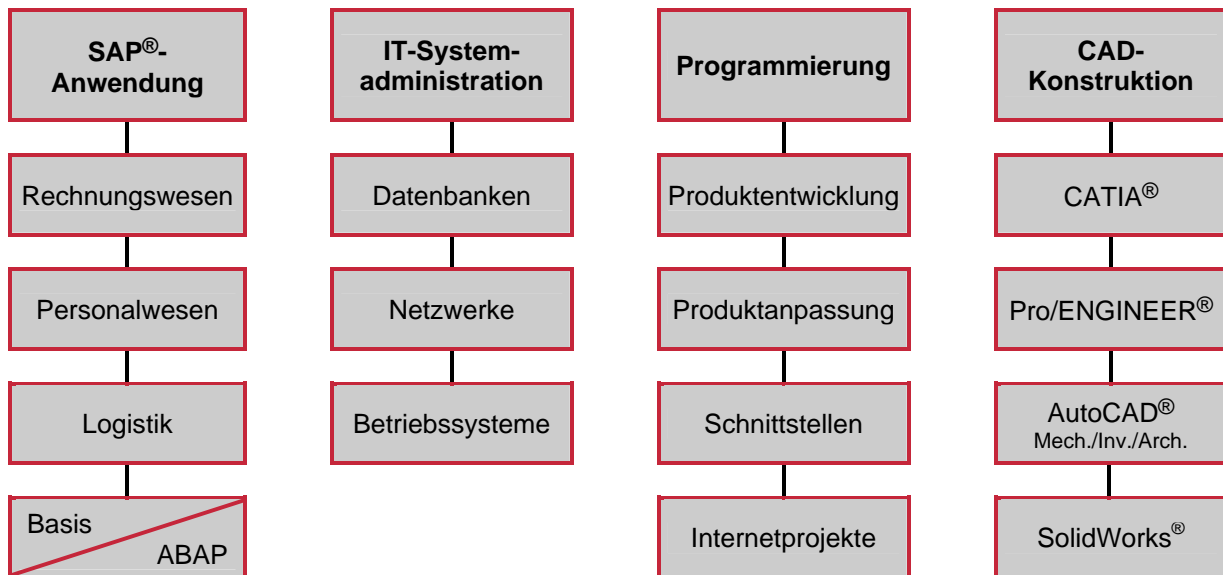 SAP®-
Anwendung
Rechnungswesen
Personalwesen
Logistik
Basis
ABAP
IT-System-
administration
Datenbanken
Netzwerke
Betriebssysteme
Programmierung
Produktentwicklung
Produktanpassung
Schnittstellen
Internetprojekte
CAD-
Konstruktion
CATIA®
Pro/ENGINEER®
AutoCAD®
Mech./Inv./Arch.
SolidWorks®